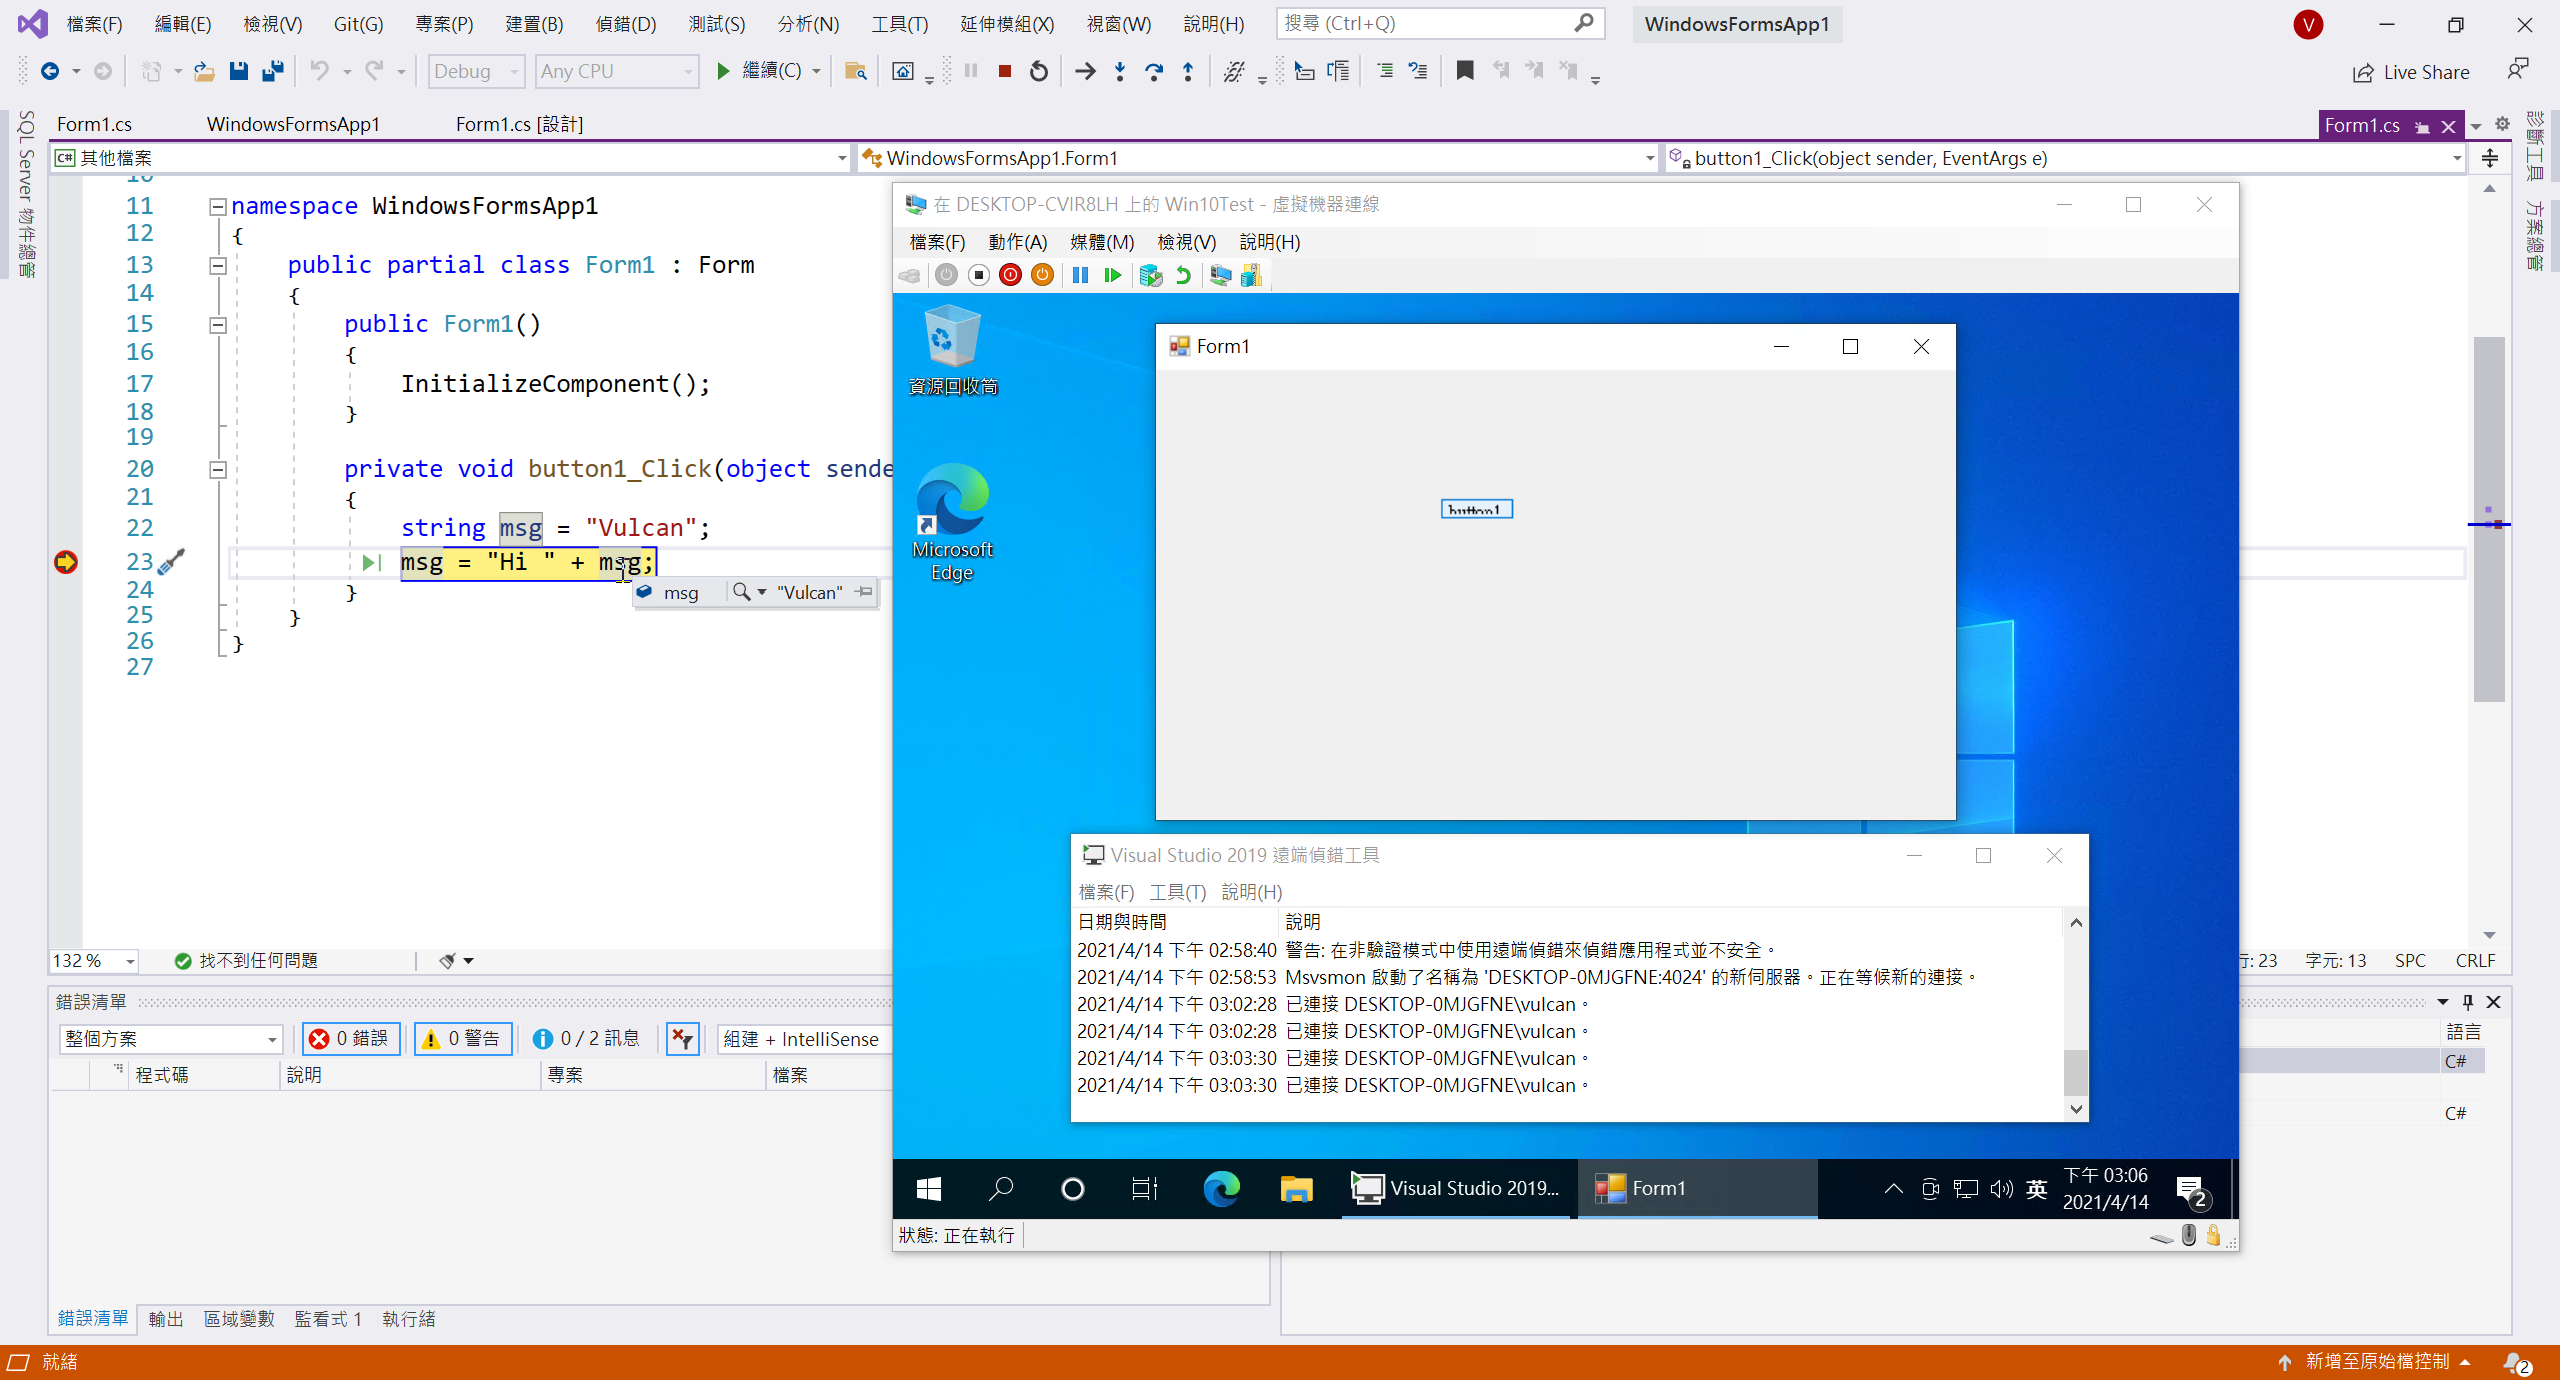 檔案(F) 編輯(E) 檢視(V) Git(G) 專案(P) 建置(B) 偵錯(D) 測試(S) 分析(N) 工具(T) 延伸模組(X) 視窗(W) 說明(H) 搜尋 (Ctrl+Q) WindowsFormsApp1 V
Debug Any CPU 繼續(C) Live Share
SQL Server 物件總管
Form1.cs WindowsFormsApp1 Form1.cs [設計] Form1.cs
其他檔案 WindowsFormsApp1.Form1 button1_Click(object sender, EventArgs e)
診斷工具
方案總管
11 namespace WindowsFormsApp1
12 {
13 public partial class Form1 : Form
14 {
15 public Form1()
16 {
17 InitializeComponent();
18 }
19
20 private void button1_Click(object sende
21 {
22 string msg = "Vulcan";
23 msg = "Hi " + msg;
24 }
25 }
26 }
27
msg "Vulcan"
132 % 找不到任何問題
行: 23 字元: 13 SPC CRLF
錯誤清單
整個方案 0 錯誤 0 警告 0 / 2 訊息 組建 + IntelliSense
程式碼 說明 專案 檔案
語言
C#
C#
錯誤清單 輸出 區域變數 監看式 1 執行緒
就緒 新增至原始檔控制 2
在 DESKTOP-CVIR8LH 上的 Win10Test - 虛擬機器連線
檔案(F) 動作(A) 媒體(M) 檢視(V) 說明(H)
資源回收筒
Microsoft
Edge
Form1
button1
Visual Studio 2019 遠端偵錯工具
檔案(F) 工具(T) 說明(H)
日期與時間 說明
2021/4/14 下午 02:58:40 警告: 在非驗證模式中使用遠端偵錯來偵錯應用程式並不安全。
2021/4/14 下午 02:58:53 Msvsmon 啟動了名稱為 'DESKTOP-0MJGFNE:4024' 的新伺服器。正在等候新的連接。
2021/4/14 下午 03:02:28 已連接 DESKTOP-0MJGFNE\vulcan。
2021/4/14 下午 03:02:28 已連接 DESKTOP-0MJGFNE\vulcan。
2021/4/14 下午 03:03:30 已連接 DESKTOP-0MJGFNE\vulcan。
2021/4/14 下午 03:03:30 已連接 DESKTOP-0MJGFNE\vulcan。
Visual Studio 2019... Form1 英 下午 03:06
2021/4/14 2
狀態: 正在執行